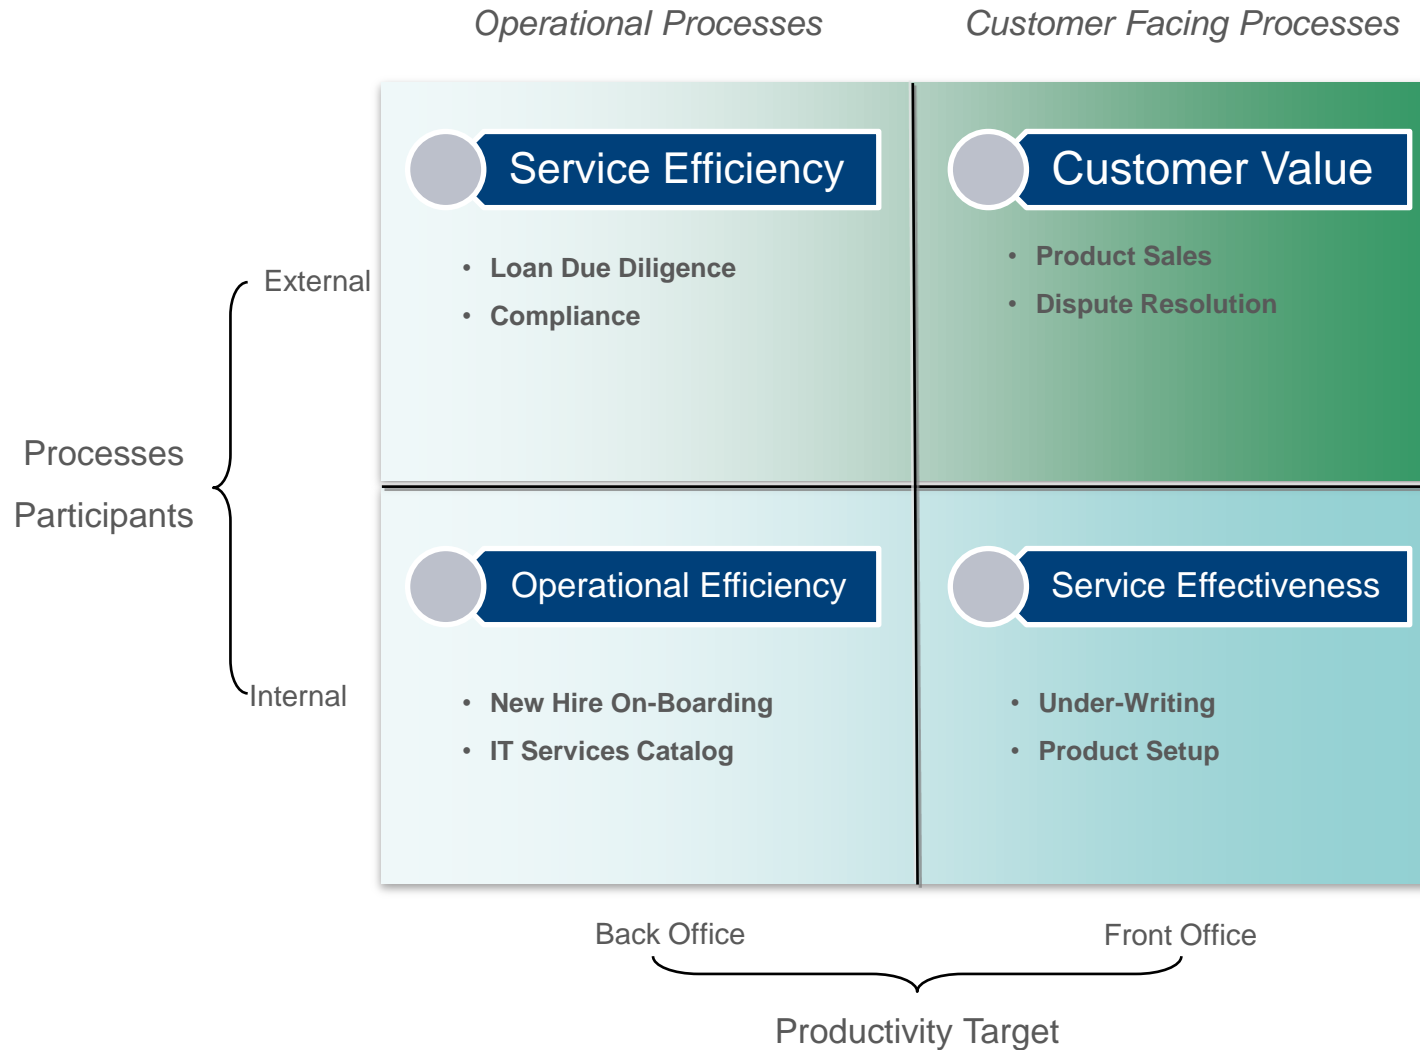 Operational Processes
Customer Facing Processes
Service Efficiency
Customer Value
• Loan Due Diligence
• Compliance
• Product Sales
• Dispute Resolution
External
Processes
Participants
Operational Efficiency
Service Effectiveness
Internal
• New Hire On-Boarding
• IT Services Catalog
• Under-Writing
• Product Setup
Back Office
Front Office
Productivity Target